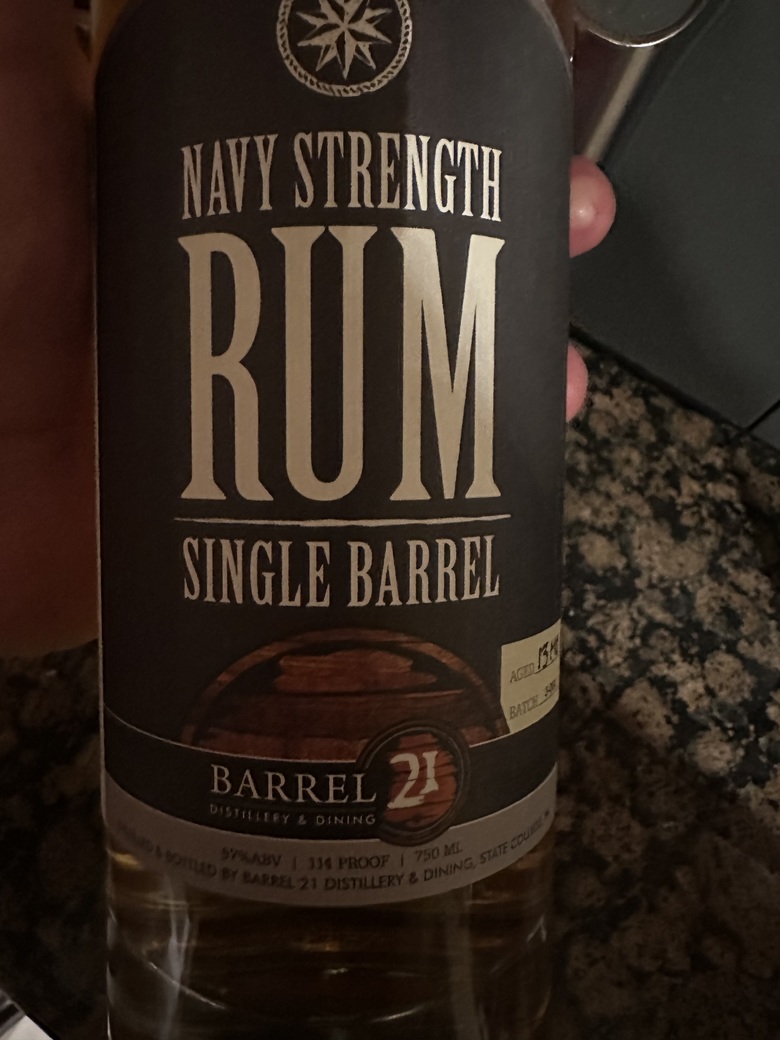 NAVY STRENGTH
RUM
SINGLE BARREL
AGED
BATCH
BARREL 21
DISTILLERY & DINING
57%ABV | 114 PROOF | 750 ML
& BOTTLED BY BARREL 21 DISTILLERY & DINING, STATE COLLEGE,